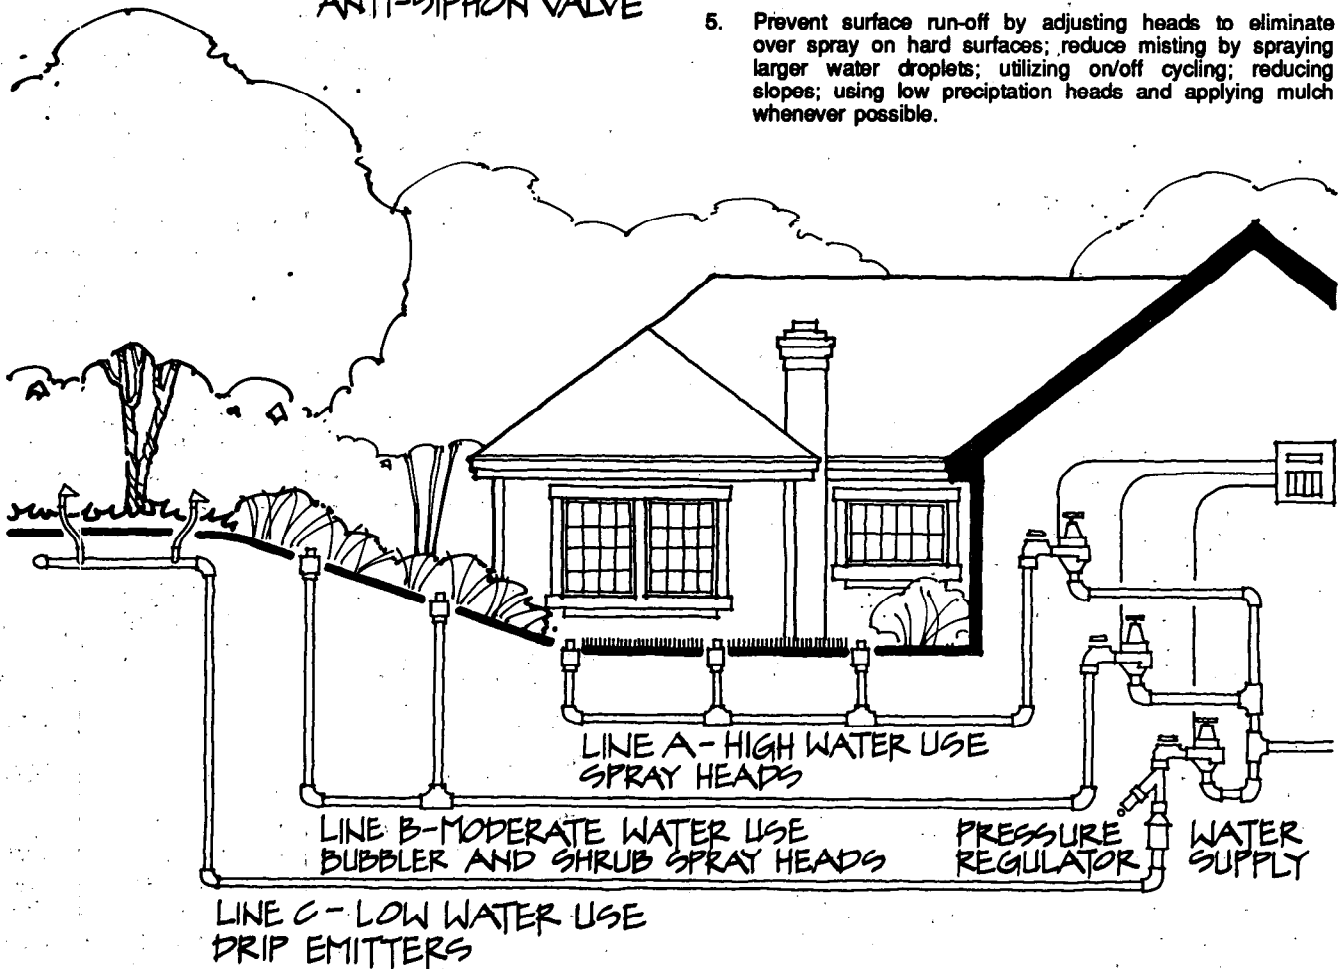 ANTI-SIPHON VALVE
5. Prevent surface run-off by adjusting heads to eliminate
over spray on hard surfaces; reduce misting by spraying
larger water droplets; utilizing on/off cycling; reducing
slopes; using low preciptation heads and applying mulch
whenever possible.
LINE A - HIGH WATER USE
SPRAY HEADS
LINE B - MODERATE WATER USE
BUBBLER AND SHRUB SPRAY HEADS
PRESSURE
REGULATOR
WATER
SUPPLY
LINE C - LOW WATER USE
DRIP EMITTERS